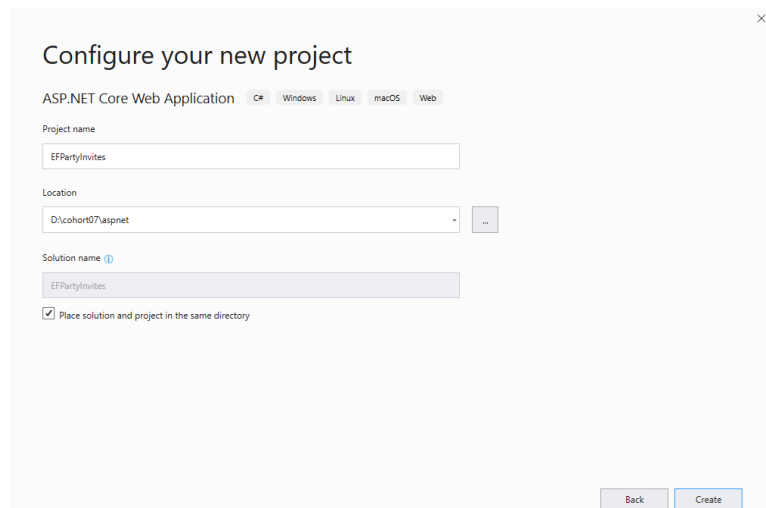 Configure your new project
ASP.NET Core Web Application C# Windows Linux macOS Web
Project name
EFPartyInvites
Location
D:\cohort07\aspnet
...
Solution name
EFPartyInvites
Place solution and project in the same directory
Back Create